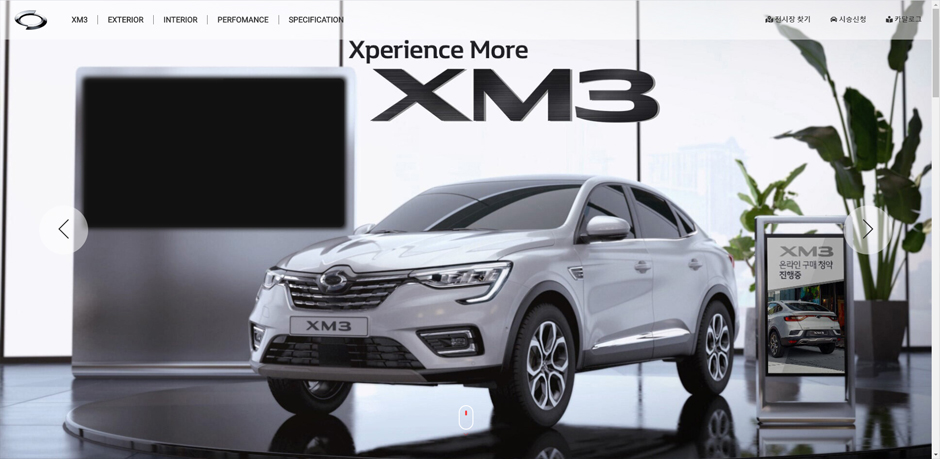 XM3
EXTERIOR
INTERIOR
PERFOMANCE
SPECIFICATION
전시장 찾기
시승신청
카달로그
Xperience More
XM3
XM3
XM3
온라인 구매 청약
진행중